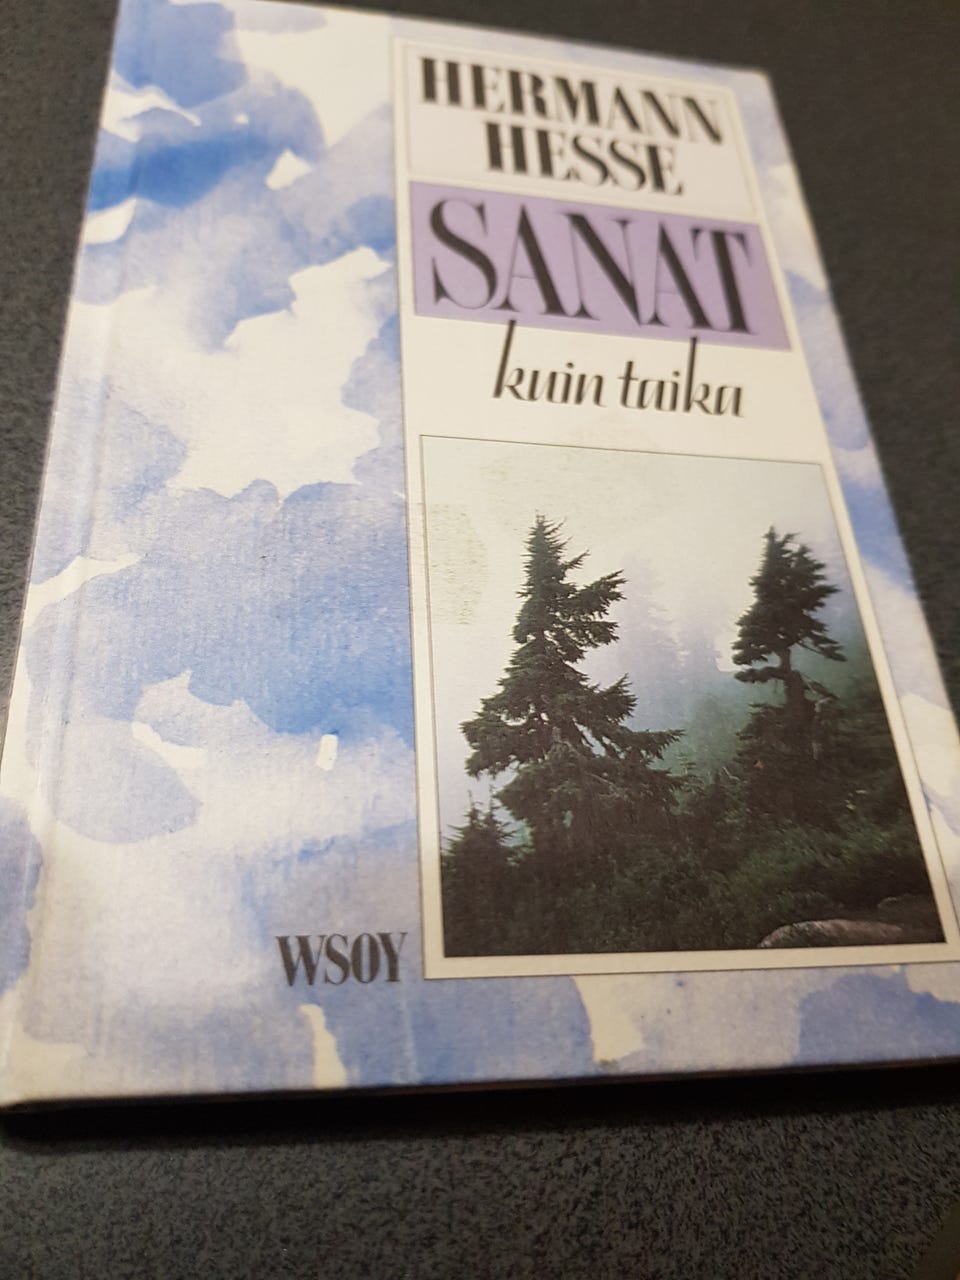 HERMANN
HESSE
SANAT
kuin taika
WSOY